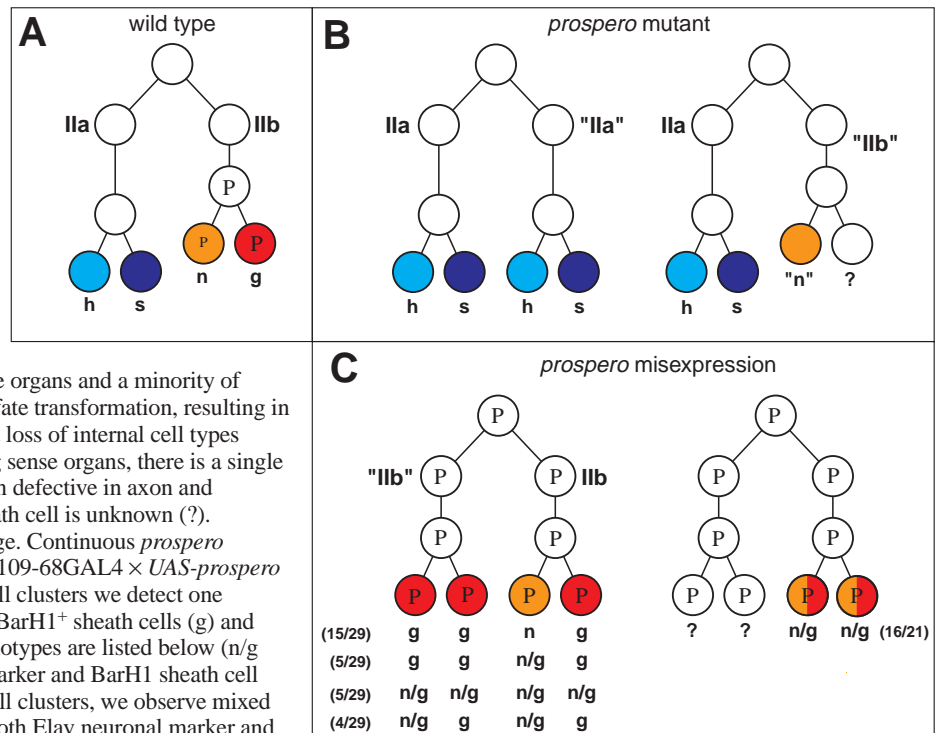 A
wild type
IIa
IIb
P
P
P
n
g
h
s
B
prospero mutant
IIa
"IIa"
IIa
"IIb"
h
s
h
s
h
s
"n"
?
e organs and a minority of
fate transformation, resulting in
loss of internal cell types
g sense organs, there is a single
n defective in axon and
ath cell is unknown (?).
ge. Continuous prospero
109-68GAL4 × UAS-prospero
ell clusters we detect one
BarH1+ sheath cells (g) and
otypes are listed below (n/g
arker and BarH1 sheath cell
ell clusters, we observe mixed
oth Elav neuronal marker and
C
prospero misexpression
P
P
"IIb"
P
P
IIb
P
P
P
P
P
P
P
P
P
P
P
P
P
P
(15/29) g g n g
? ? n/g n/g (16/21)
(5/29) g g n/g g
(5/29) n/g n/g n/g n/g
(4/29) n/g g n/g g